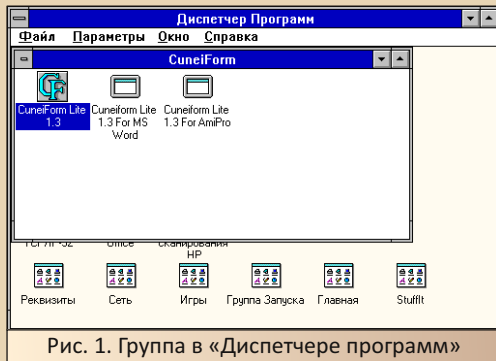 Диспетчер Программ
Файл Параметры Окно Справка
CuneiForm
CuneiForm Lite 1.3
Cuneiform Lite 1.3 For MS Word
Cuneiform Lite 1.3 For AmiPro
Office
сканирования HP
Реквизиты Сеть Игры Группа Запуска Главная StuffIt
Рис. 1. Группа в «Диспетчере программ»